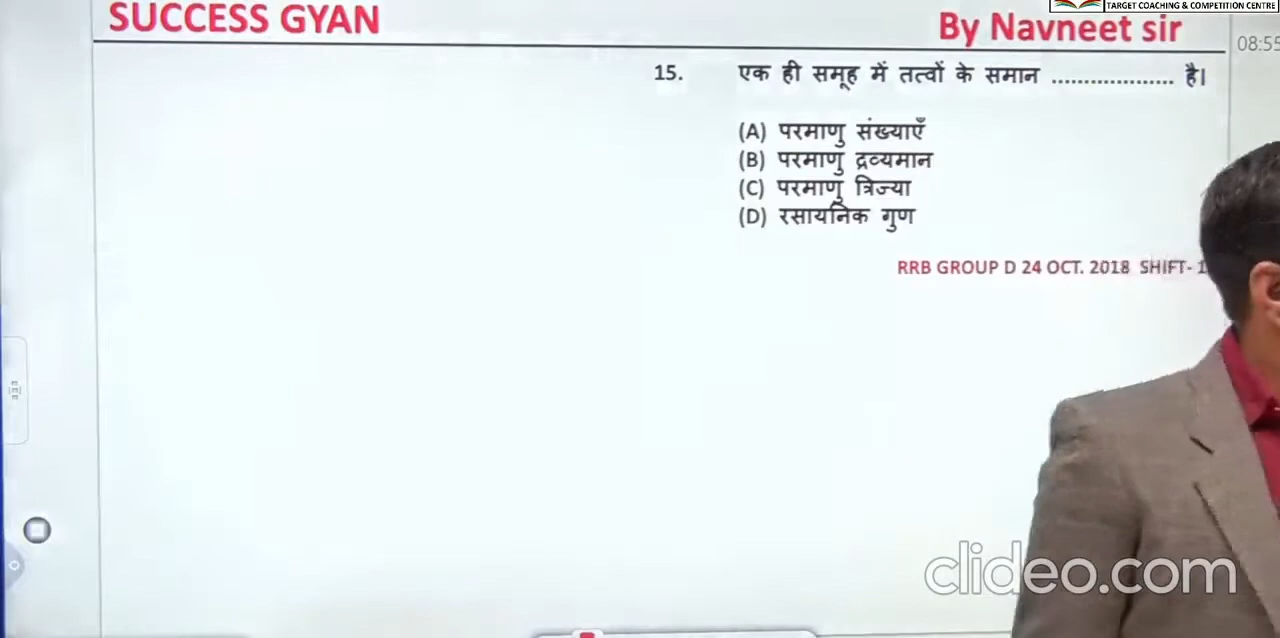 TARGET COACHING & COMPETITION CENTRE
SUCCESS GYAN
By Navneet sir
08:55
15. एक ही समूह में तत्वों के समान ................... है।
(A) परमाणु संख्याएँ
(B) परमाणु द्रव्यमान
(C) परमाणु त्रिज्या
(D) रसायनिक गुण
RRB GROUP D 24 OCT. 2018 SHIFT- 1
clideo.com